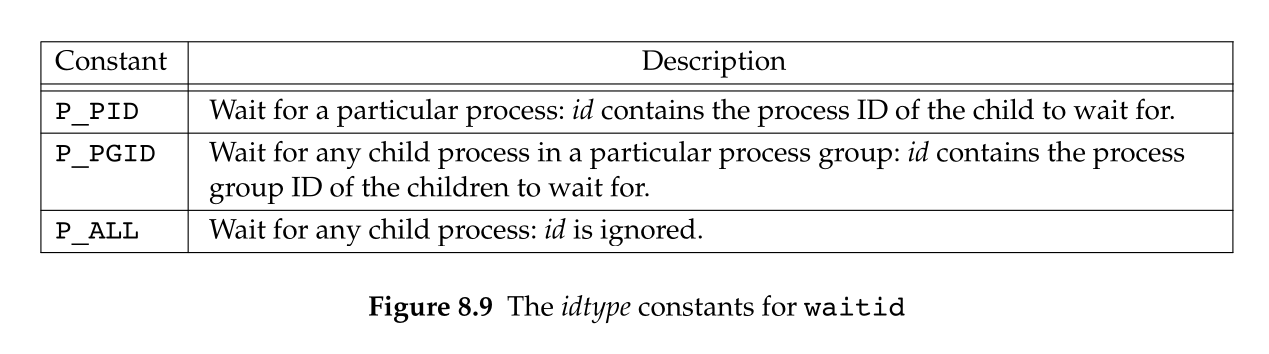 Constant Description
P_PID Wait for a particular process: id contains the process ID of the child to wait for.
P_PGID Wait for any child process in a particular process group: id contains the process
group ID of the children to wait for.
P_ALL Wait for any child process: id is ignored.
Figure 8.9 The idtype constants for waitid